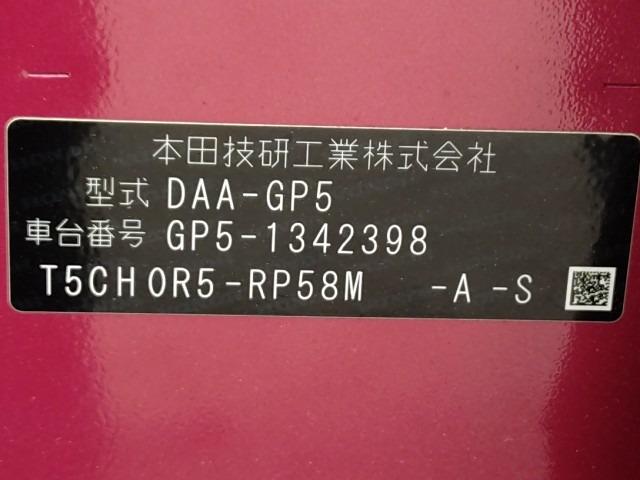 本田技研工業株式会社
型式 DAA-GP5
車台番号 GP5-1342398
T5CH0R5-RP58M -A -S